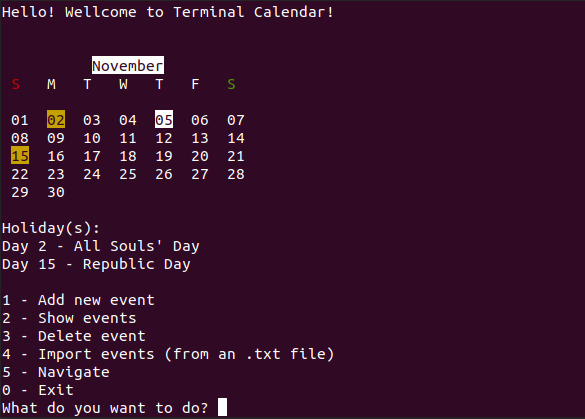 Hello! Wellcome to Terminal Calendar!
November
S M T W T F S
01 02 03 04 05 06 07
08 09 10 11 12 13 14
15 16 17 18 19 20 21
22 23 24 25 26 27 28
29 30
Holiday(s):
Day 2 - All Souls' Day
Day 15 - Republic Day
1 - Add new event
2 - Show events
3 - Delete event
4 - Import events (from an .txt file)
5 - Navigate
0 - Exit
What do you want to do?